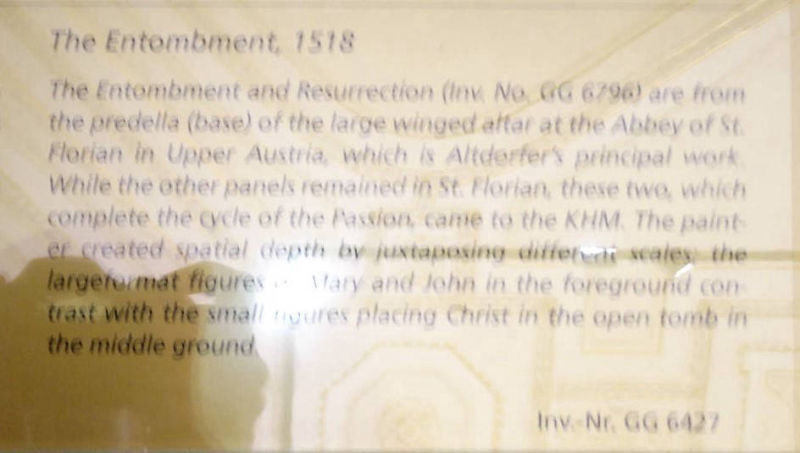 The Entombment, 1518
The Entombment and Resurrection (Inv. No. GG 6796) are from
the predella (base) of the large winged altar at the Abbey of St.
Florian in Upper Austria, which is Altdorfer's principal work.
While the other panels remained in St. Florian, these two, which
complete the cycle of the Passion, came to the KHM. The paint-
er created spatial depth by juxtaposing different scales: the
largeformat figures of Mary and John in the foreground con-
trast with the small figures placing Christ in the open tomb in
the middle ground.
Inv.-Nr. GG 6427